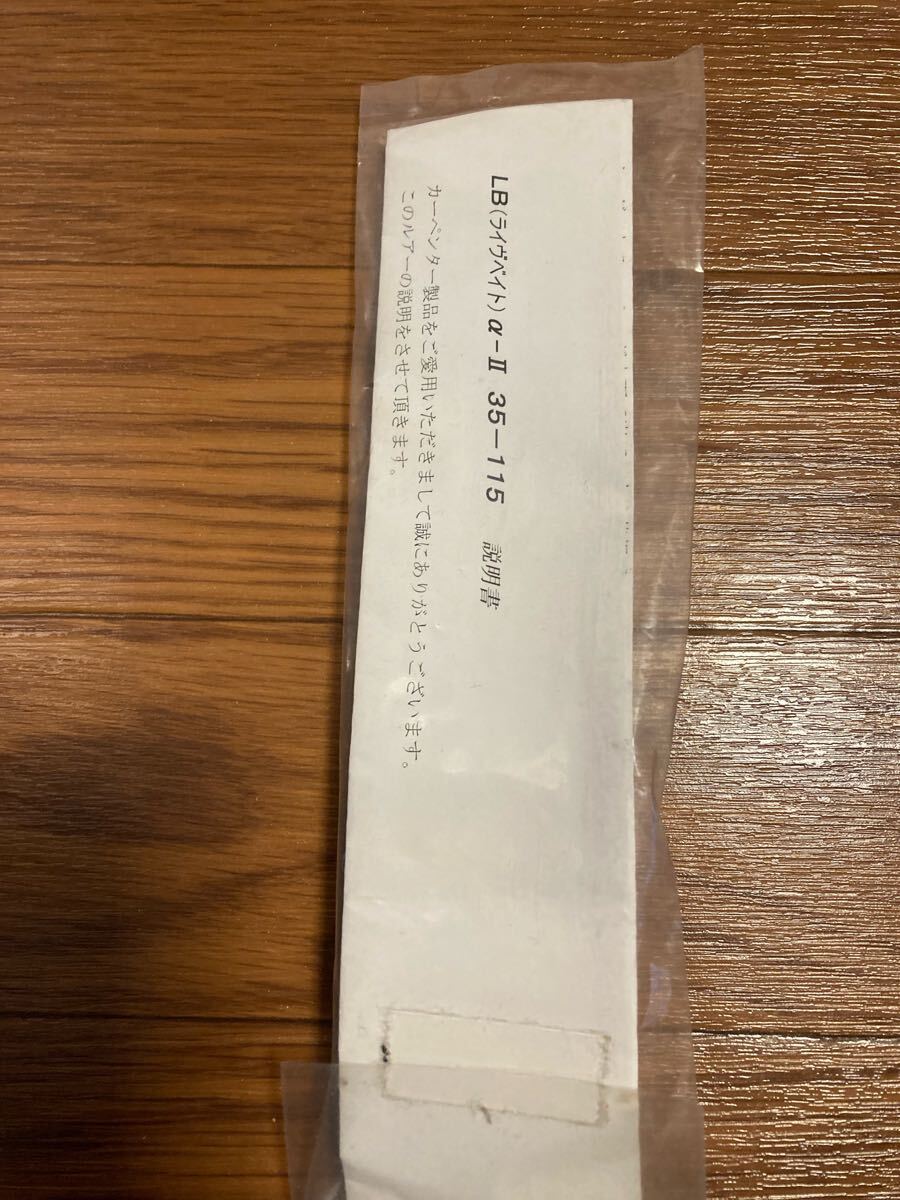 LB(ライヴベイト)α-Ⅱ 35-115 説明書
カーペンター製品をご愛用いただきまして誠にありがとうございます。
このルアーの説明をさせて頂きます。